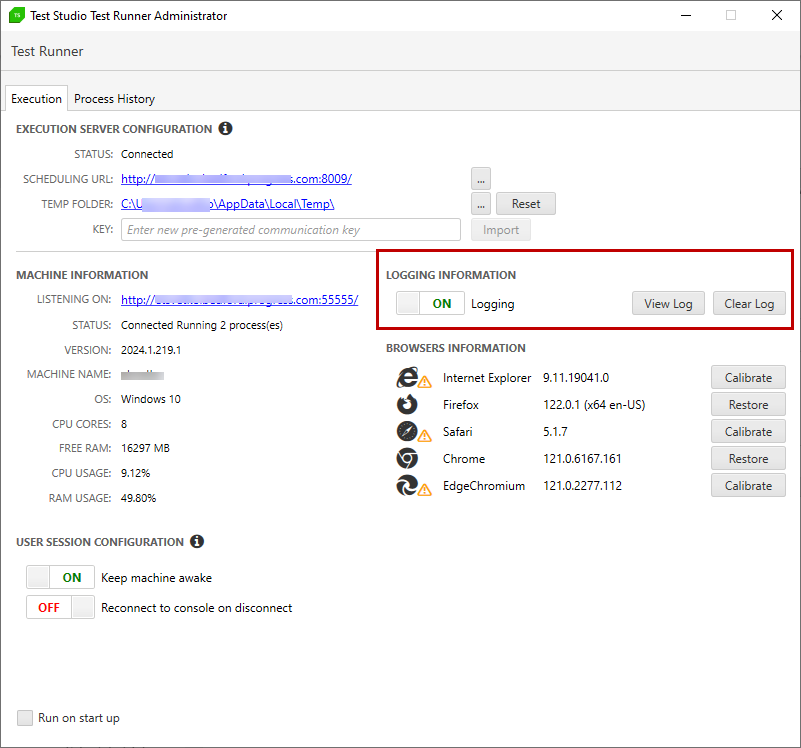 TS Test Studio Test Runner Administrator
Test Runner
Execution Process History
EXECUTION SERVER CONFIGURATION
STATUS: Connected
SCHEDULING URL: http:// .com:8009/ ...
TEMP FOLDER: C:\U \AppData\Local\Temp\ ... Reset
KEY: Enter new pre-generated communication key Import
MACHINE INFORMATION
LISTENING ON: http:// .com:55555/
STATUS: Connected Running 2 process(es)
VERSION: 2024.1.219.1
MACHINE NAME:
OS: Windows 10
CPU CORES: 8
FREE RAM: 16297 MB
CPU USAGE: 9.12%
RAM USAGE: 49.80%
LOGGING INFORMATION
ON Logging View Log Clear Log
BROWSERS INFORMATION
Internet Explorer 9.11.19041.0 Calibrate
Firefox 122.0.1 (x64 en-US) Restore
Safari 5.1.7 Calibrate
Chrome 121.0.6167.161 Restore
EdgeChromium 121.0.2277.112 Calibrate
USER SESSION CONFIGURATION
ON Keep machine awake
OFF Reconnect to console on disconnect
Run on start up